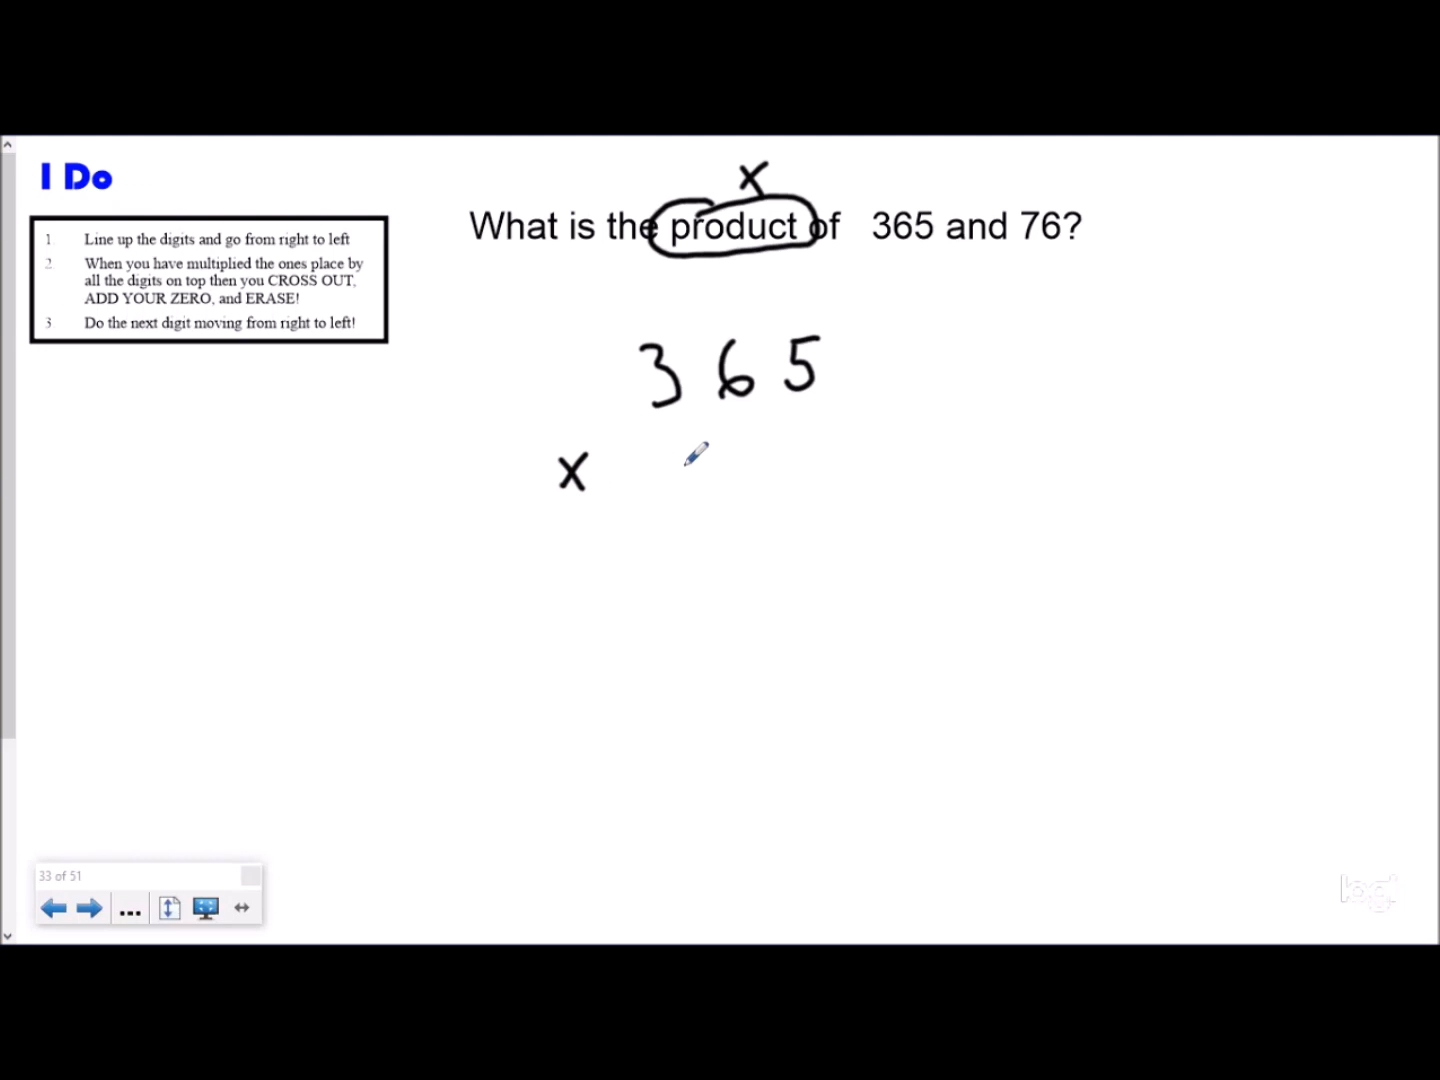 I Do
x
What is the product of 365 and 76?
1 Line up the digits and go from right to left
2 When you have multiplied the ones place by
all the digits on top then you CROSS OUT,
ADD YOUR ZERO, and ERASE!
3 Do the next digit moving from right to left!
3 6 5
x
33 of 51
...
logi